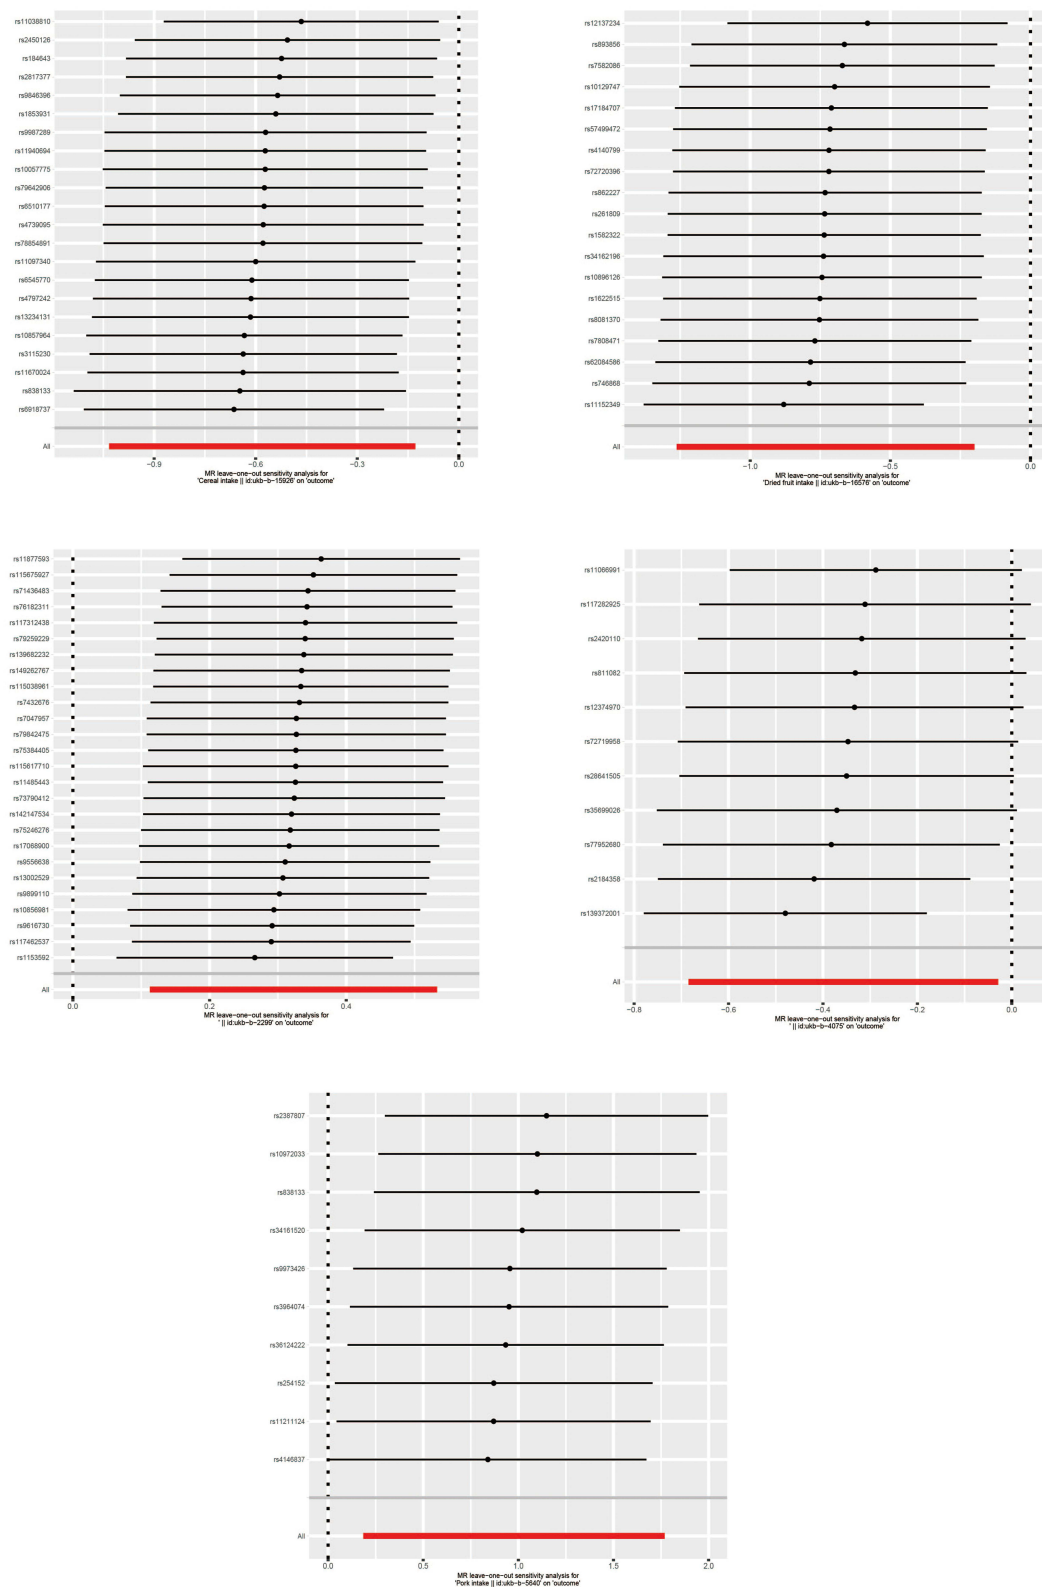 rs11038810
rs2450126
rs184643
rs2817377
rs9846396
rs1853931
rs9987289
rs11940694
rs10057775
rs79642906
rs6510177
rs4739095
rs78854891
rs11097340
rs6545770
rs4797242
rs13234131
rs10857964
rs3115230
rs11670024
rs838133
rs6918737
All
−0.9 −0.6 −0.3 0.0
MR leave−one−out sensitivity analysis for
'Cereal intake || id:ukb−b−15926' on 'outcome'
rs12137234
rs893856
rs7582086
rs10129747
rs17184707
rs57499472
rs4140799
rs72720396
rs862227
rs261809
rs1582322
rs34162196
rs10896126
rs1622515
rs8081370
rs7808471
rs62084586
rs746868
rs11152349
All
−1.0 −0.5 0.0
MR leave−one−out sensitivity analysis for
'Dried fruit intake || id:ukb−b−16576' on 'outcome'
rs11877593
rs115675927
rs71436483
rs76182311
rs117312438
rs79259229
rs139682232
rs149262767
rs115038961
rs7432676
rs7047957
rs79842475
rs75384405
rs115617710
rs11485443
rs73790412
rs142147534
rs75246276
rs17068900
rs9556638
rs13002529
rs9899110
rs10856981
rs9616730
rs117462537
rs1153592
All
0.0 0.2 0.4
MR leave−one−out sensitivity analysis for
' || id:ukb−b−2299' on 'outcome'
rs11066991
rs117282925
rs2420110
rs811082
rs12374970
rs72719958
rs28641505
rs35699026
rs77952680
rs2184358
rs139372001
All
−0.8 −0.6 −0.4 −0.2 0.0
MR leave−one−out sensitivity analysis for
' || id:ukb−b−4075' on 'outcome'
rs2387807
rs10972033
rs838133
rs34161520
rs9973426
rs3964074
rs36124222
rs254152
rs11211124
rs4146837
All
0.0 0.5 1.0 1.5 2.0
MR leave−one−out sensitivity analysis for
'Pork intake || id:ukb−b−5640' on 'outcome'